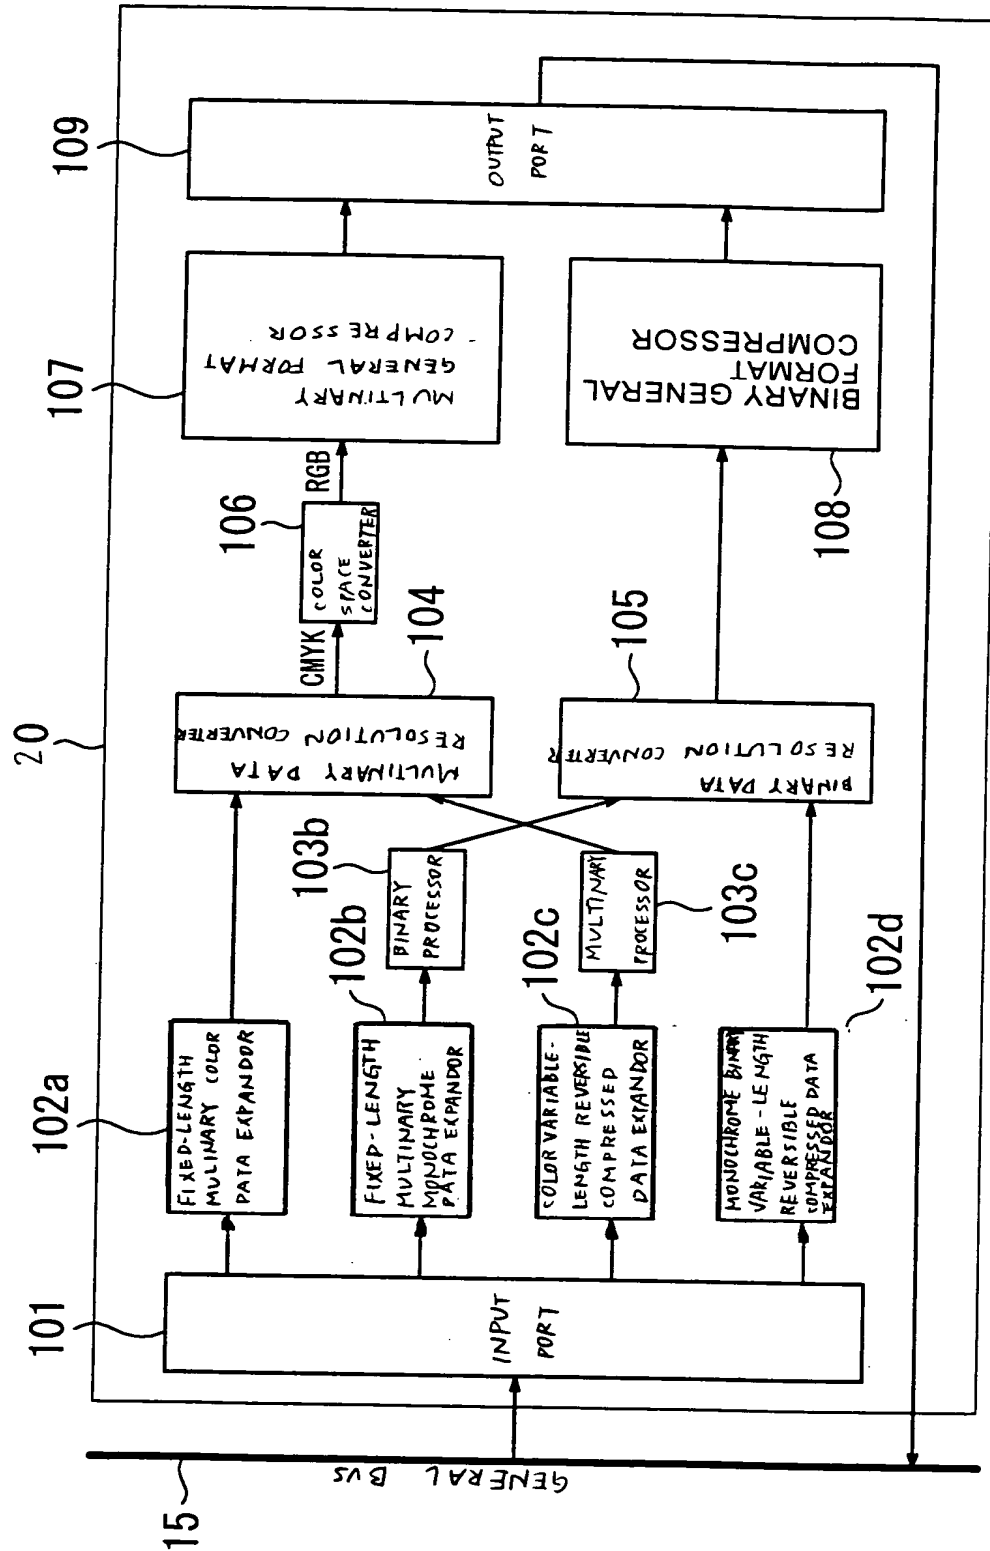 20
15
GENERAL BUS
101
INPUT
PORT
102a
FIXED-LENGTH
MULINARY COLOR
DATA EXPANDOR
102b
FIXED-LENGTH
MULTINARY
MONOCHROME
DATA EXPANDOR
102c
COLOR VARIABLE-
LENGTH REVERSIBLE
COMPRESSED
DATA EXPANDOR
102d
MONOCHROME BINARY
VARIABLE-LENGTH
REVERSIBLE
COMPRESSED DATA
EXPANDOR
103b
BINARY
PROCESSOR
103c
MULTINARY
PROCESSOR
104
MULTINARY DATA
RESOLUTION CONVERTER
105
BINARY DATA
RESOLUTION CONVERTER
CMYK
106
COLOR
SPACE
CONVERTER
RGB
107
MULTINARY
GENERAL FORMAT
COMPRESSOR
108
BINARY GENERAL
FORMAT
COMPRESSOR
109
OUTPUT
PORT